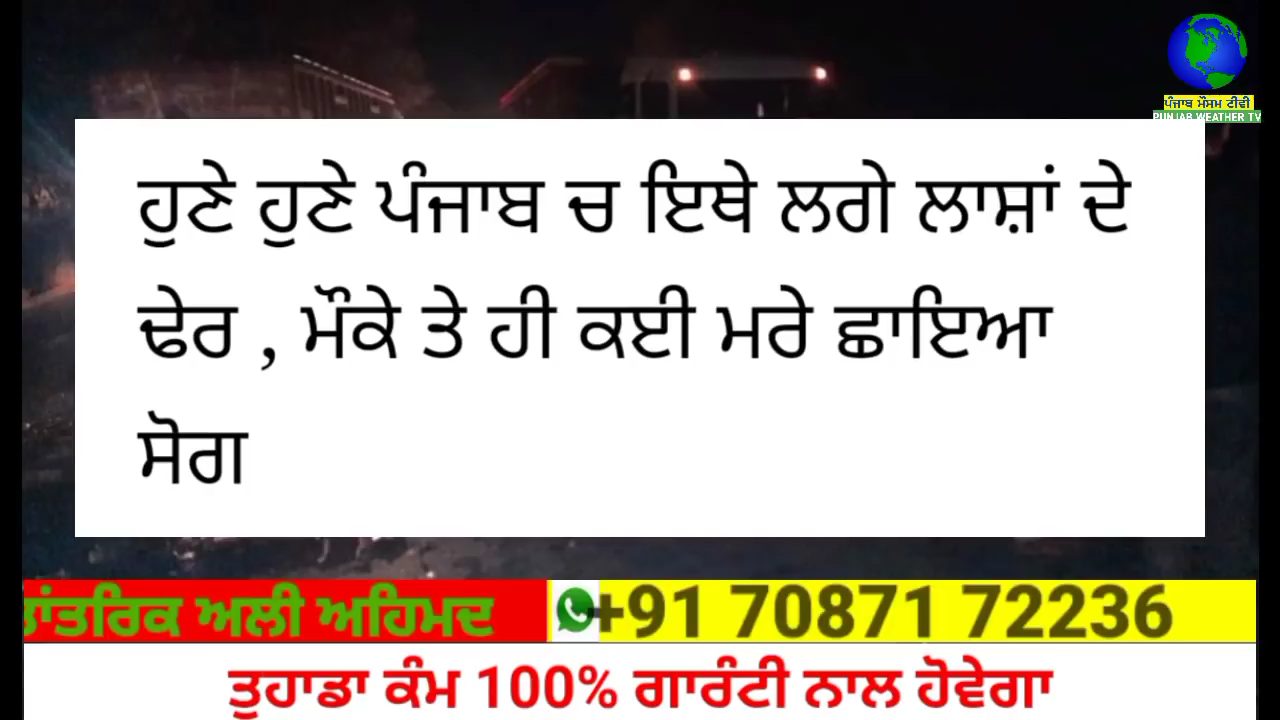 ਪੰਜਾਬ ਮੌਸਮ ਟੀਵੀ
PUNJAB WEATHER TV
ਹੁਣੇ ਹੁਣੇ ਪੰਜਾਬ ਚ ਇਥੇ ਲਗੇ ਲਾਸ਼ਾਂ ਦੇ
ਢੇਰ , ਮੌਕੇ ਤੇ ਹੀ ਕਈ ਮਰੇ ਛਾਇਆ
ਸੋਗ
ਅਲੀ ਅਹਿਮਦ +91 70871 72236
ਤੁਹਾਡਾ ਕੰਮ 100% ਗਾਰੰਟੀ ਨਾਲ ਹੋਵੇਗਾ